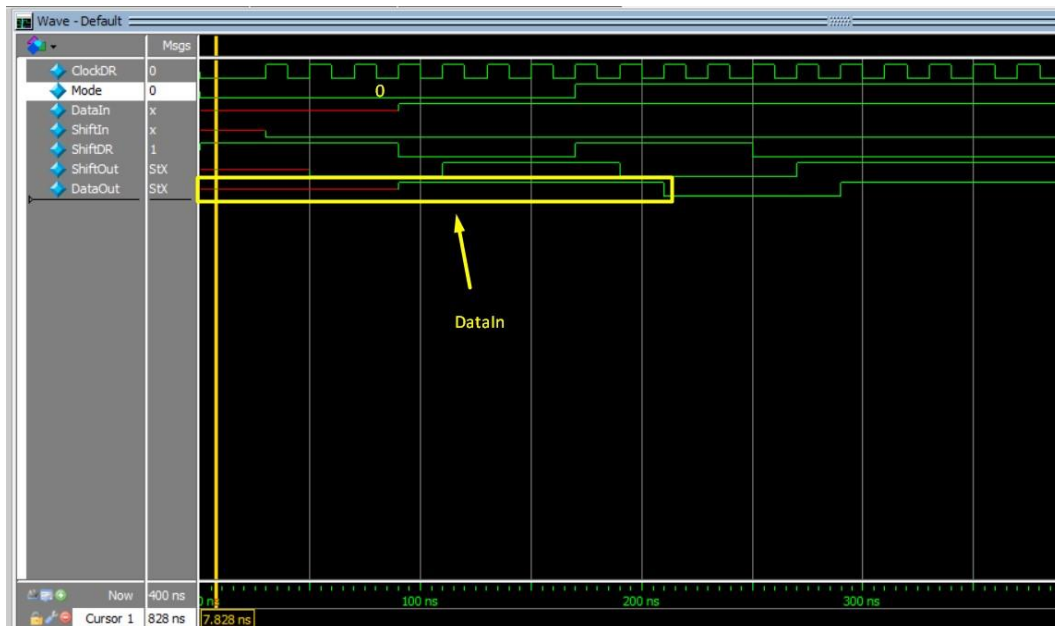 Wave - Default
Msgs
ClockDR 0
Mode 0 0
DataIn x
ShiftIn x
ShiftDR 1
ShiftOut StX
DataOut StX
DataIn
Now 400 ns
100 ns 200 ns 300 ns
Cursor 1 828 ns 7.828 ns